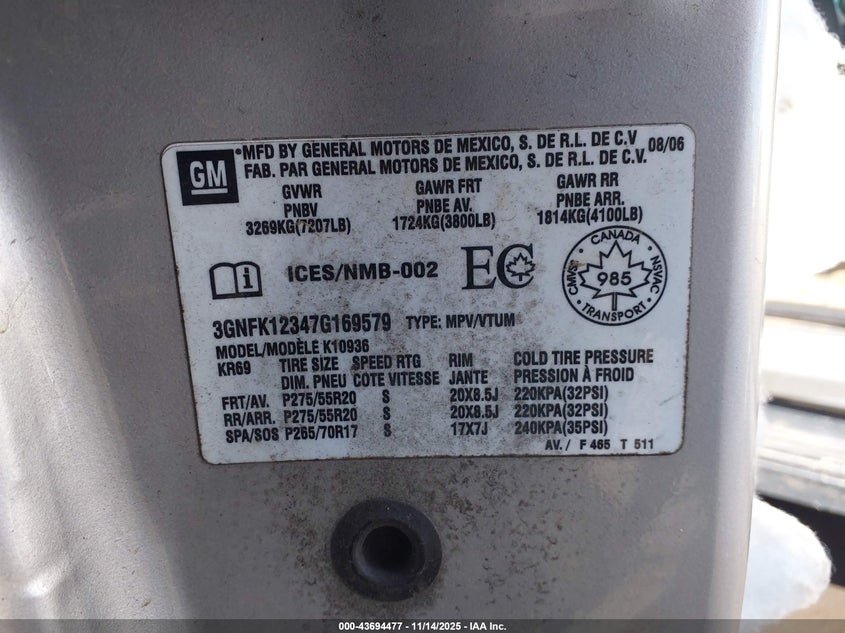 GM
•MFD BY GENERAL MOTORS DE MEXICO, S. DE R.L. DE C.V 08/06
FAB. PAR GENERAL MOTORS DE MEXICO, S. DE R.L. DE C.V.
GVWR GAWR FRT GAWR RR
PNBV PNBE AV. PNBE ARR.
3269KG(7207LB) 1724KG(3800LB) 1814KG(4100LB)
i ICES/NMB-002 EC
CANADA
CMVSS 985 NSVAC
TRANSPORT
3GNFK12347G169579 TYPE: MPV/VTUM
MODEL/MODÈLE K10936
KR69 TIRE SIZE SPEED RTG RIM COLD TIRE PRESSURE
DIM. PNEU COTE VITESSE JANTE PRESSION À FROID
FRT/AV. P275/55R20 S 20X8.5J 220KPA(32PSI)
RR/ARR. P275/55R20 S 20X8.5J 220KPA(32PSI)
SPA/SOS P265/70R17 S 17X7J 240KPA(35PSI)
AV./ F 465 T 511
000-43694477 - 11/14/2025 - IAA Inc.